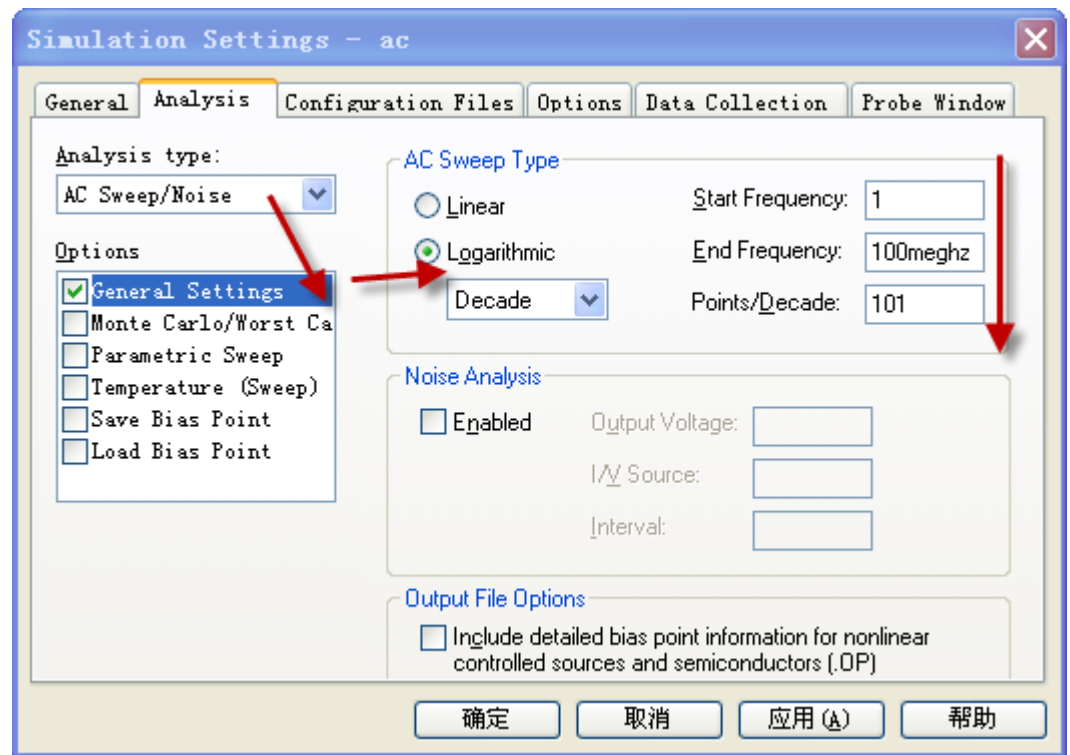 Simulation Settings - ac
General Analysis Configuration Files Options Data Collection Probe Window
Analysis type:
AC Sweep/Noise
Options
General Settings
Monte Carlo/Worst Ca
Parametric Sweep
Temperature (Sweep)
Save Bias Point
Load Bias Point
AC Sweep Type
Linear
Logarithmic
Decade
Start Frequency: 1
End Frequency: 100meghz
Points/Decade: 101
Noise Analysis
Enabled
Output Voltage:
I/V Source:
Interval:
Output File Options
Include detailed bias point information for nonlinear
controlled sources and semiconductors (.OP)
确定 取消 应用(A) 帮助